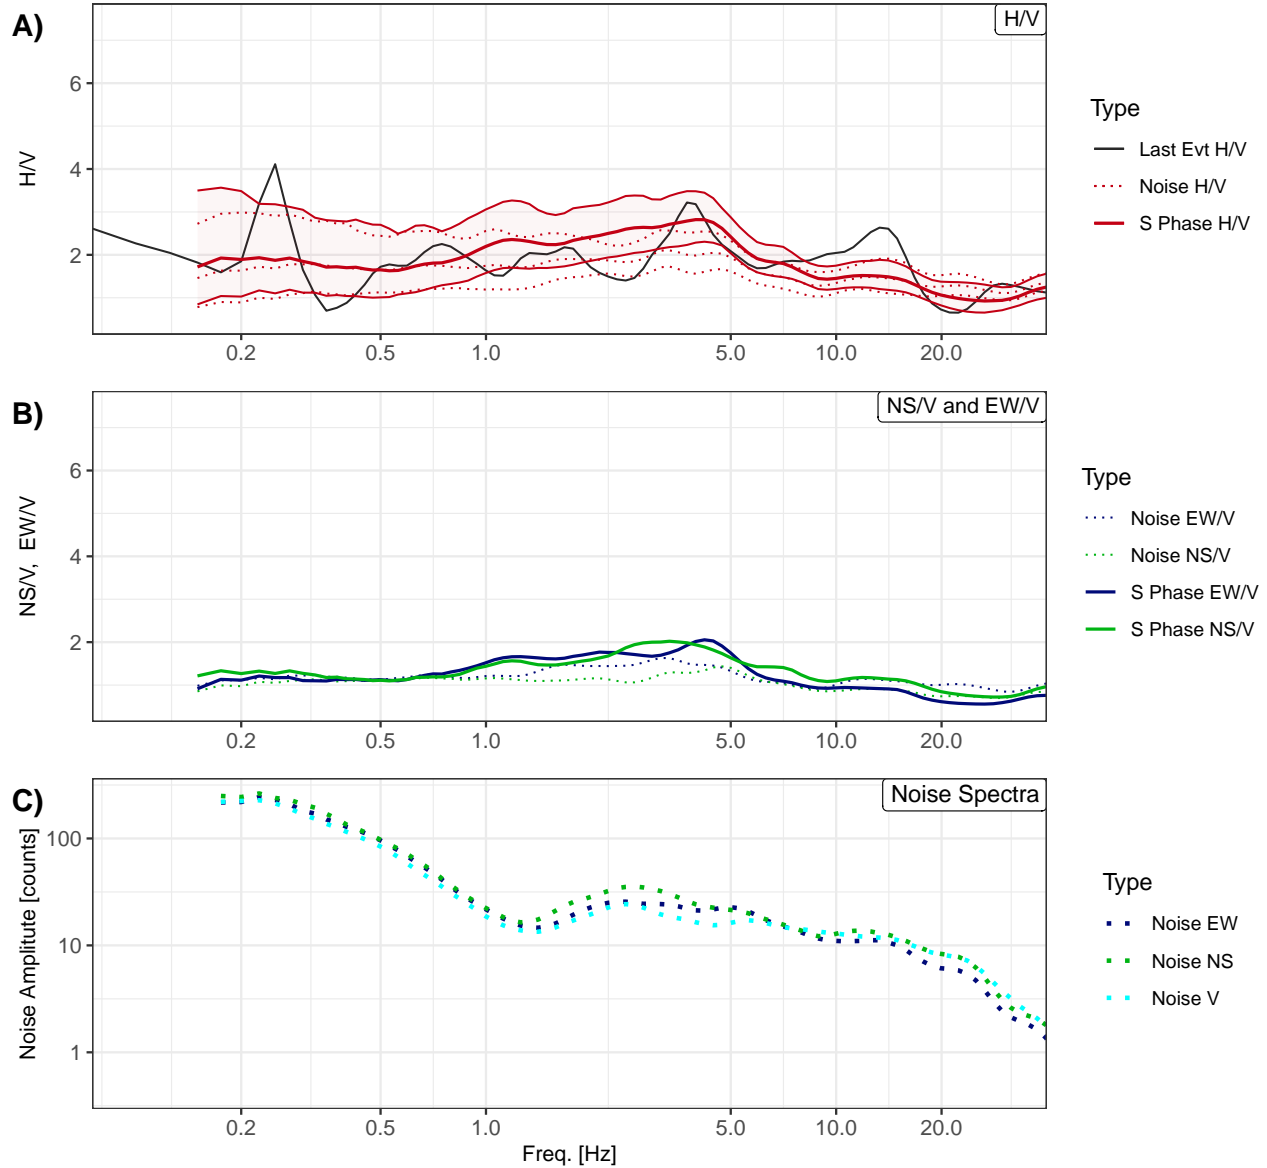 A)
H/V
6
4
2
H/V
0.2 0.5 1.0 5.0 10.0 20.0
Type
Last Evt H/V
Noise H/V
S Phase H/V
B)
NS/V and EW/V
6
4
2
NS/V, EW/V
0.2 0.5 1.0 5.0 10.0 20.0
Type
Noise EW/V
Noise NS/V
S Phase EW/V
S Phase NS/V
C)
Noise Spectra
100
10
1
Noise Amplitute [counts]
0.2 0.5 1.0 5.0 10.0 20.0
Freq. [Hz]
Type
Noise EW
Noise NS
Noise V